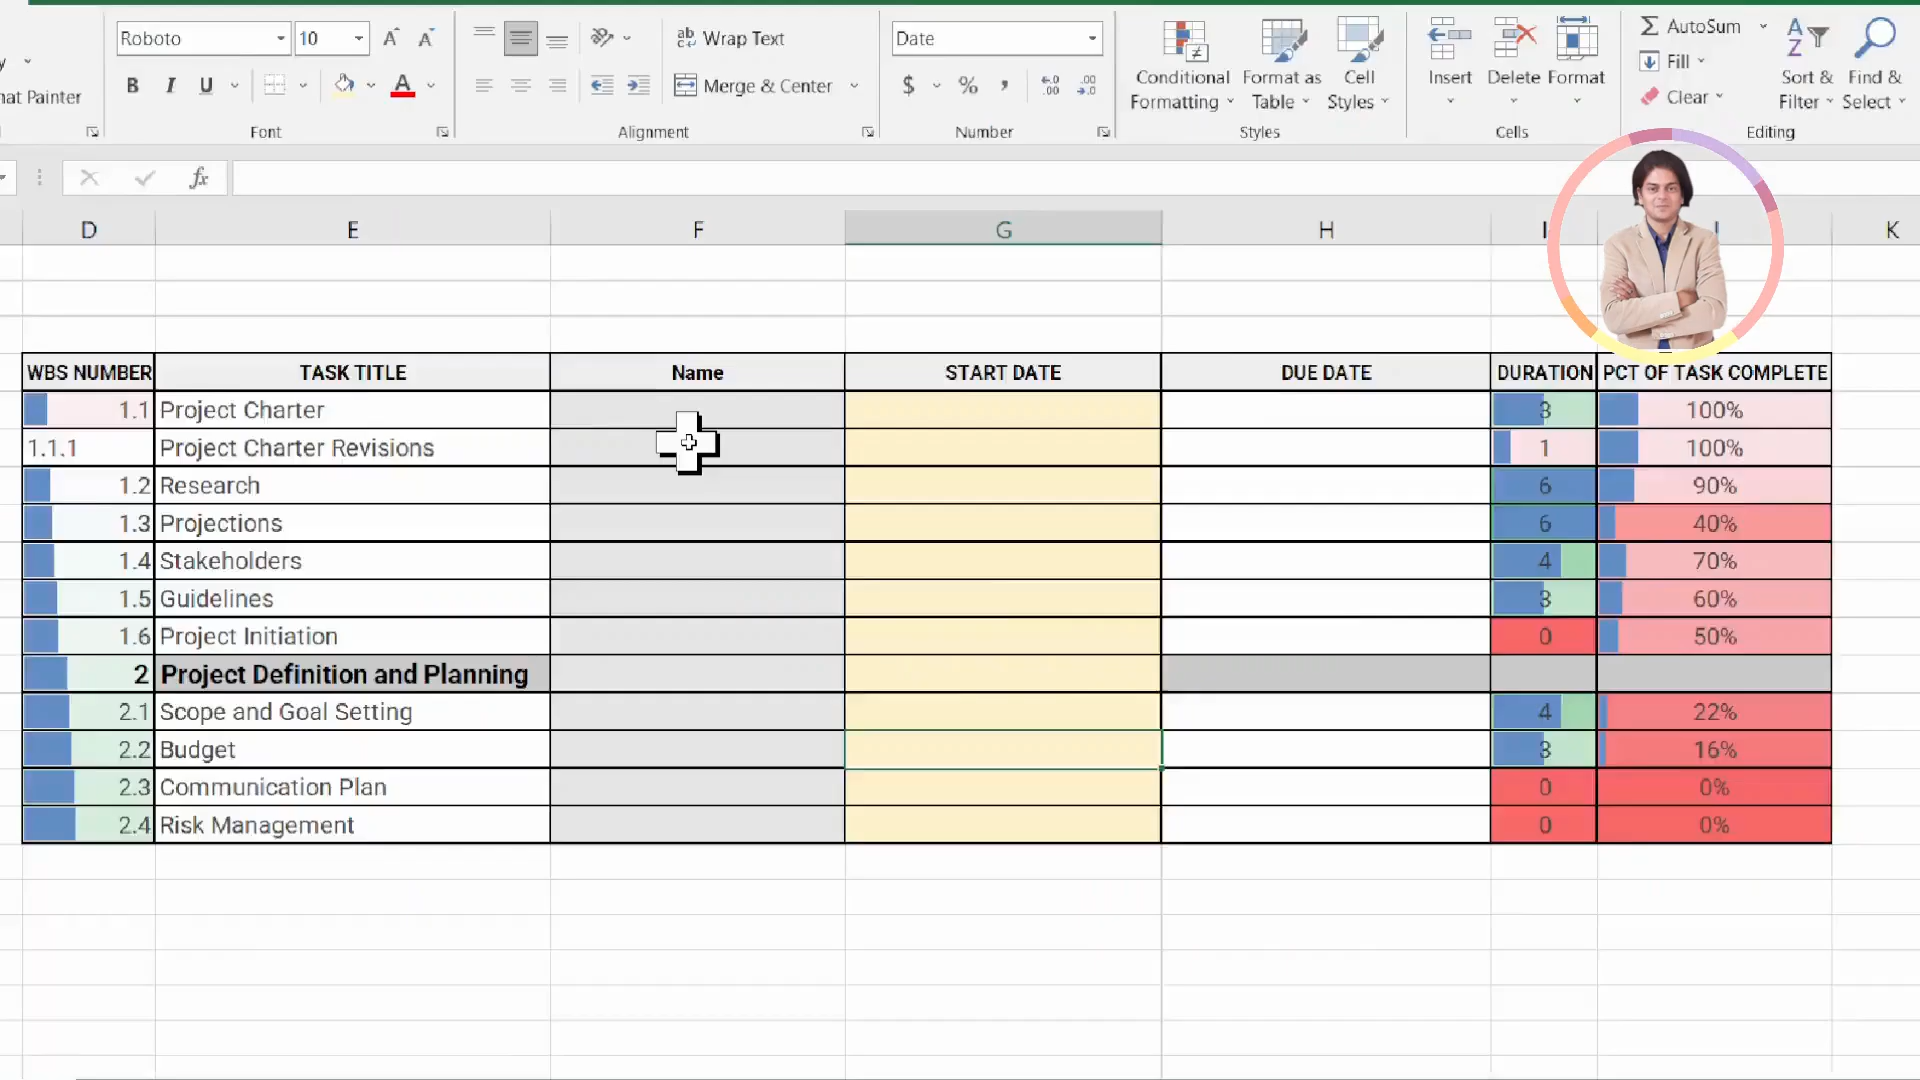 Roboto 10 ab Wrap Text Date Σ AutoSum
y B I U A Merge & Center $ % , Conditional Formatting Format as Table Cell Styles Insert Delete Format Fill Sort & Filter Find & Select
nat Painter Clear
Font Alignment Number Styles Cells Editing
fx
D E F G H I J K
WBS NUMBER TASK TITLE Name START DATE DUE DATE DURATION PCT OF TASK COMPLETE
1.1 Project Charter 3 100%
1.1.1 Project Charter Revisions 1 100%
1.2 Research 6 90%
1.3 Projections 6 40%
1.4 Stakeholders 4 70%
1.5 Guidelines 3 60%
1.6 Project Initiation 0 50%
2 Project Definition and Planning
2.1 Scope and Goal Setting 4 22%
2.2 Budget 3 16%
2.3 Communication Plan 0 0%
2.4 Risk Management 0 0%